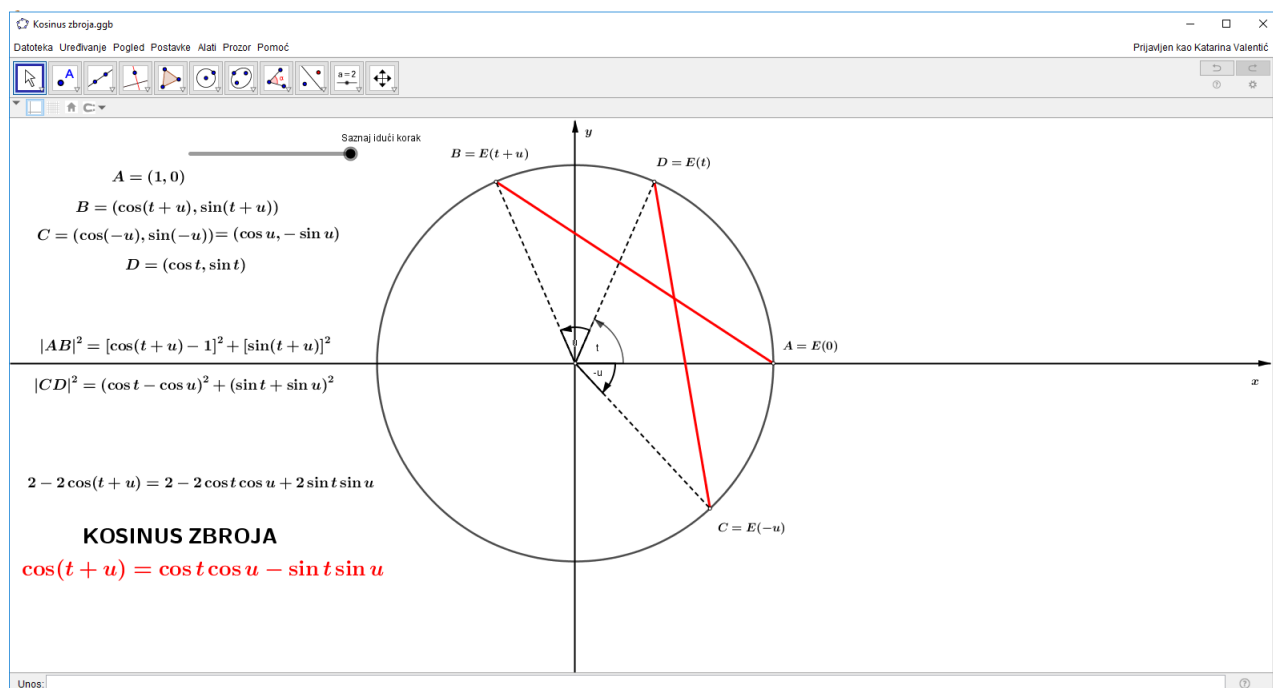 Kosinus zbroja.ggb
Datoteka Uređivanje Pogled Postavke Alati Prozor Pomoć
Prijavljen kao Katarina Valentić
A
α
a=2
Saznaj idući korak
A = (1, 0)
B = (cos(t + u), sin(t + u))
C = (cos(−u), sin(−u))= (cos u, − sin u)
D = (cos t, sin t)
|AB|² = [cos(t + u) − 1]² + [sin(t + u)]²
|CD|² = (cos t − cos u)² + (sin t + sin u)²
2 − 2 cos(t + u) = 2 − 2 cos t cos u + 2 sin t sin u
KOSINUS ZBROJA
cos(t + u) = cos t cos u − sin t sin u
y
B = E(t + u)
D = E(t)
u
t
-u
A = E(0)
x
C = E(−u)
Unos: